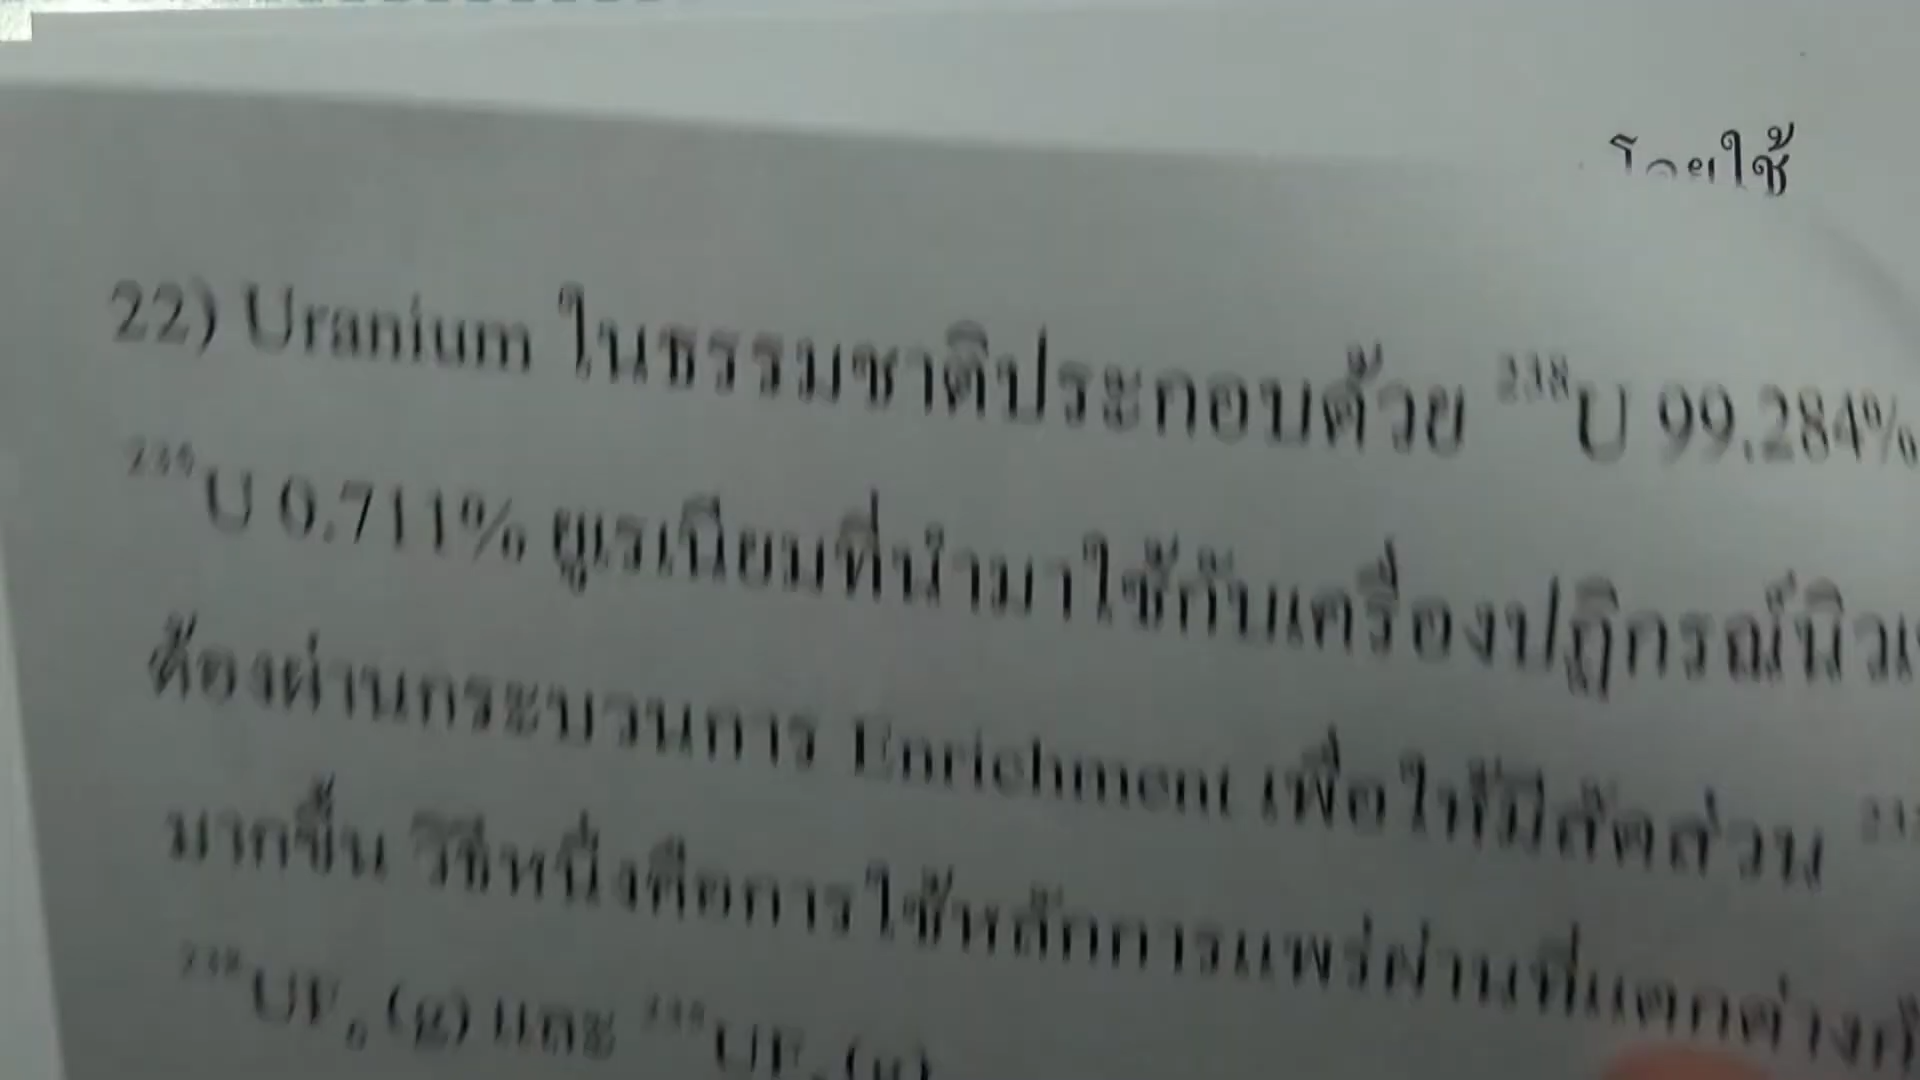 โดยใช้
22) Uranium ในธรรมชาติประกอบด้วย ²³⁸U 99.284%
²³⁵U 0.711% ยูเรเนียมที่นำมาใช้กับเครื่องปฏิกรณ์นิวเ
ต้องผ่านกระบวนการ Enrichment เพื่อให้มีสัดส่วน
มากขึ้น วิธีหนึ่งคือการใช้หลักการแพร่ผ่านที่แตกต่าง
UF₆ (g) และ